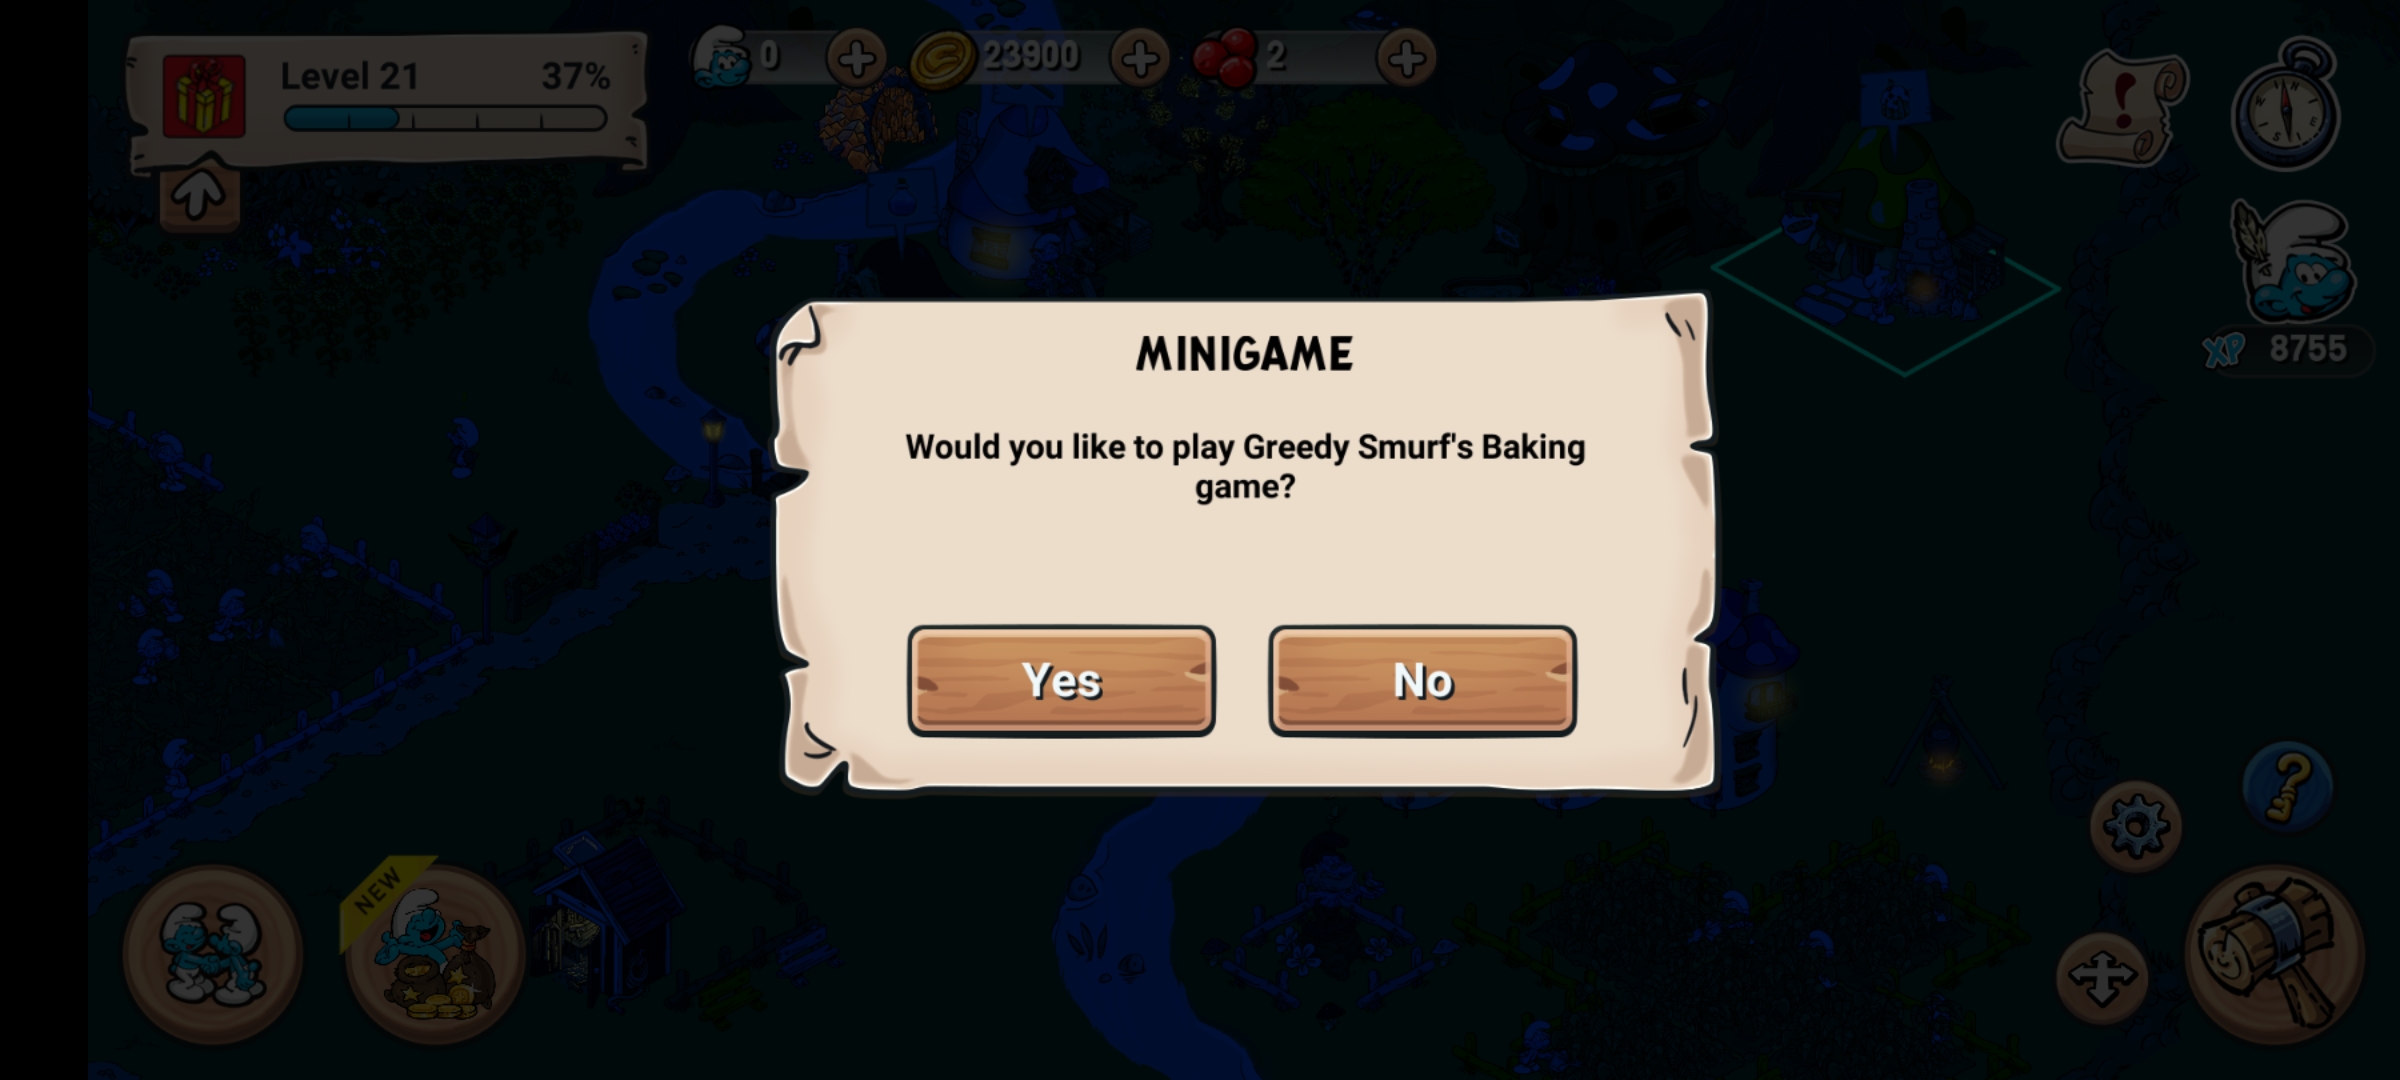 Level 21 37%
0
23900
2
XP 8755
MINIGAME
Would you like to play Greedy Smurf's Baking
game?
Yes
No
NEW